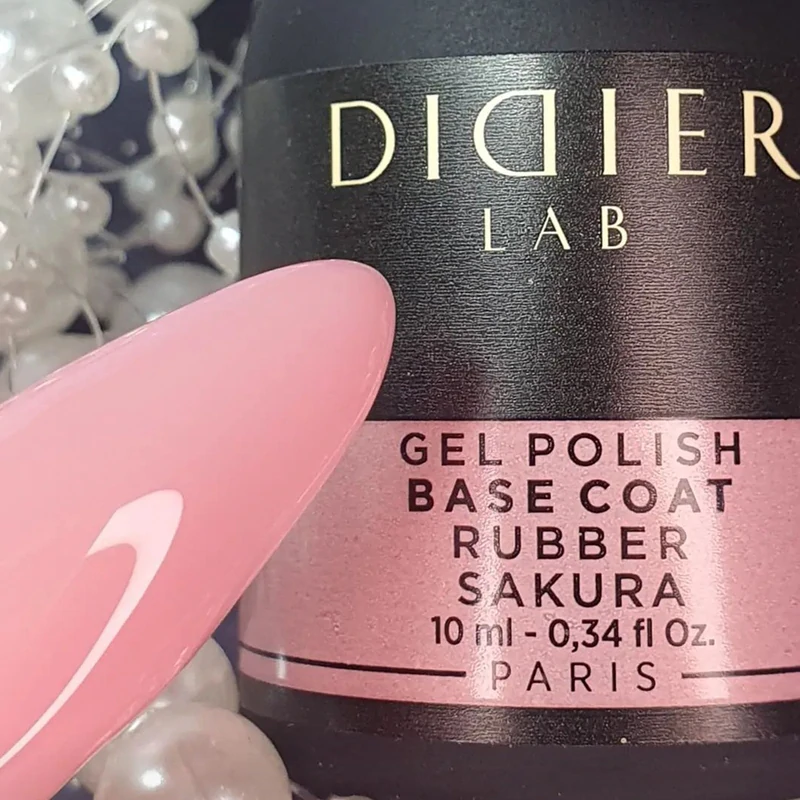 DIDIER
LAB
GEL POLISH
BASE COAT
RUBBER
SAKURA
10 ml - 0,34 fl Oz.
PARIS